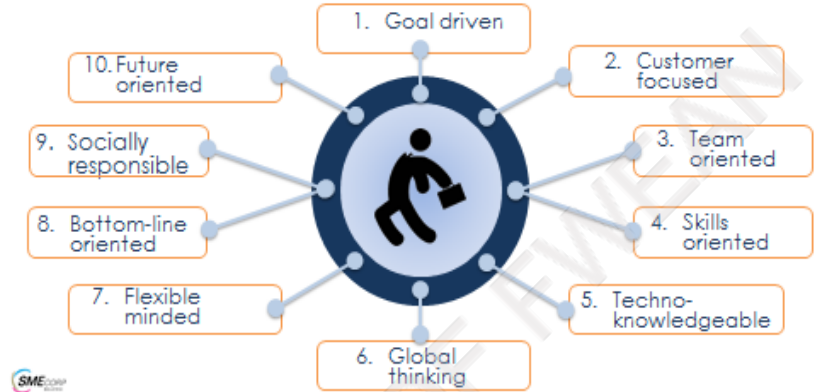 1. Goal driven
2. Customer
focused
3. Team
oriented
4. Skills
oriented
5. Techno-
knowledgeable
6. Global
thinking
7. Flexible
minded
8. Bottom-line
oriented
9. Socially
responsible
10. Future
oriented
SME CORP